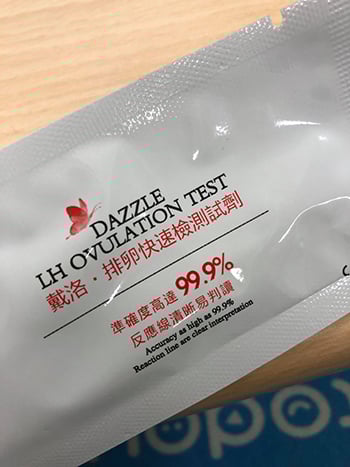 DAZZLE
LH OVULATION TEST
戴洛·排卵快速檢測試劑
準確度高達99.9%
反應線清晰易判讀
Accuracy as high as 99.9%
Reaction line are clear interpretation